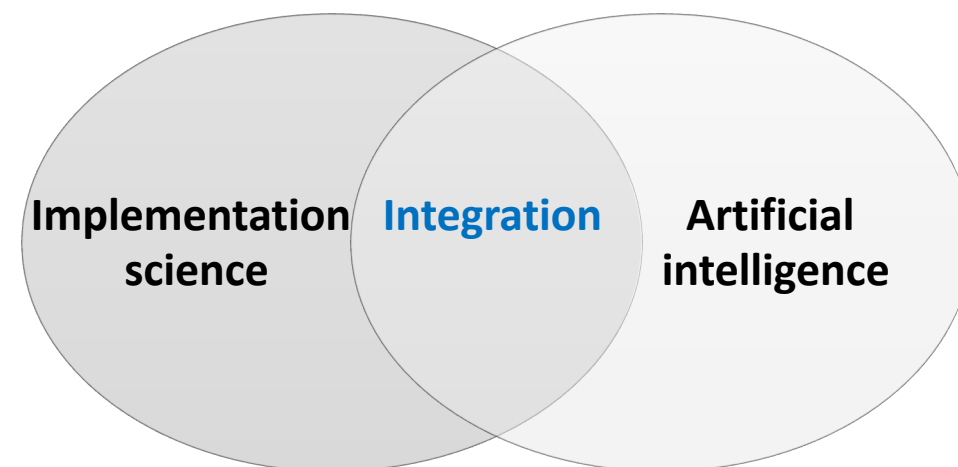 Implementation
science
Integration
Artificial
intelligence